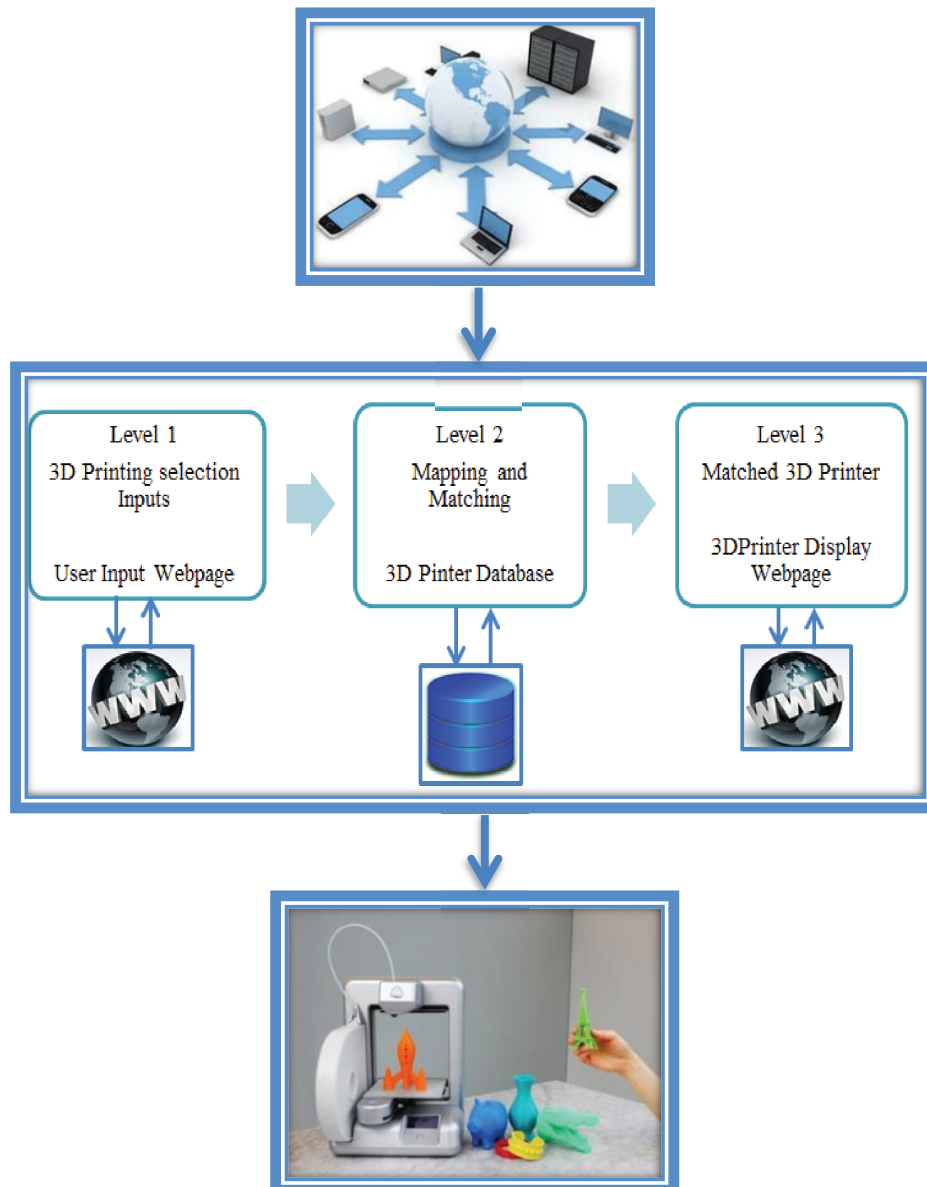 Level 1
3D Printing selection
Inputs
User Input Webpage
WWW
Level 2
Mapping and
Matching
3D Pinter Database
Level 3
Matched 3D Printer
3DPrinter Display
Webpage
WWW